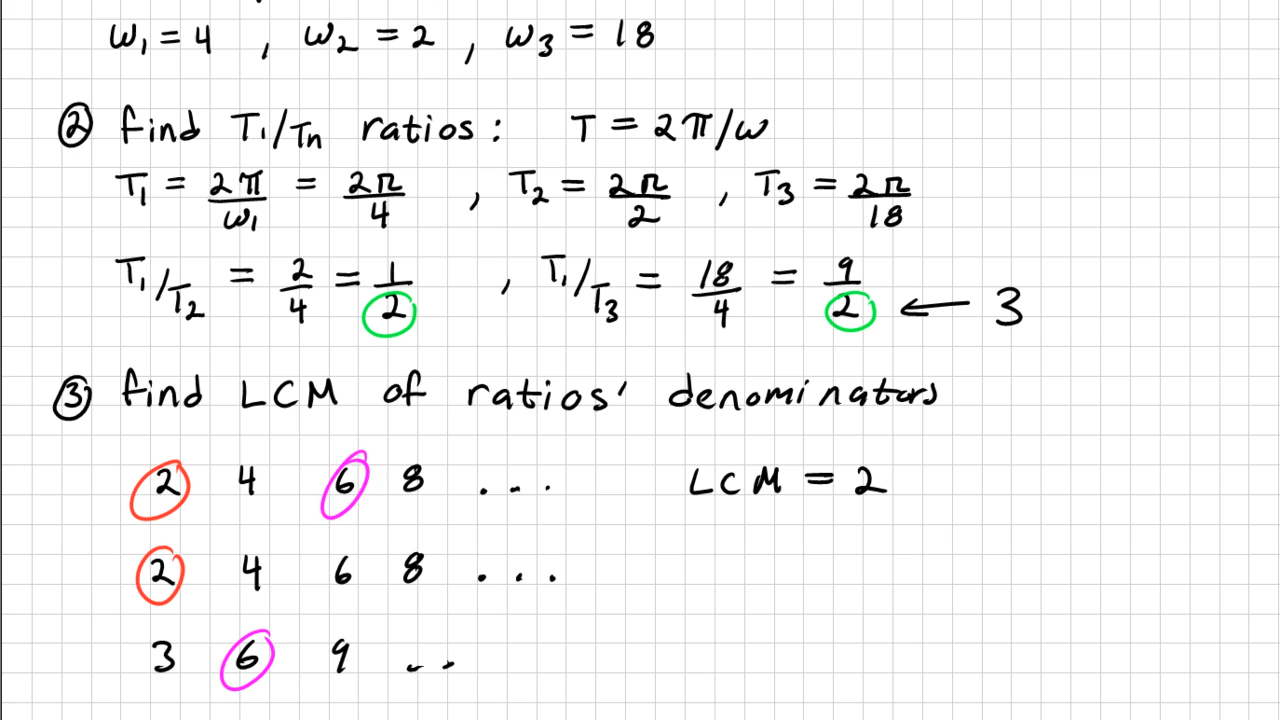 ω₁ = 4 , ω₂ = 2 , ω₃ = 18
② find T₁/Tn ratios: T = 2π/ω
T₁ = 2π/ω₁ = 2π/4 , T₂ = 2π/2 , T₃ = 2π/18
T₁/T₂ = 2/4 = 1/2 , T₁/T₃ = 18/4 = 9/2 ← 3
③ find LCM of ratios' denominators
2 4 6 8 ... LCM = 2
2 4 6 8 ...
3 6 9 ..